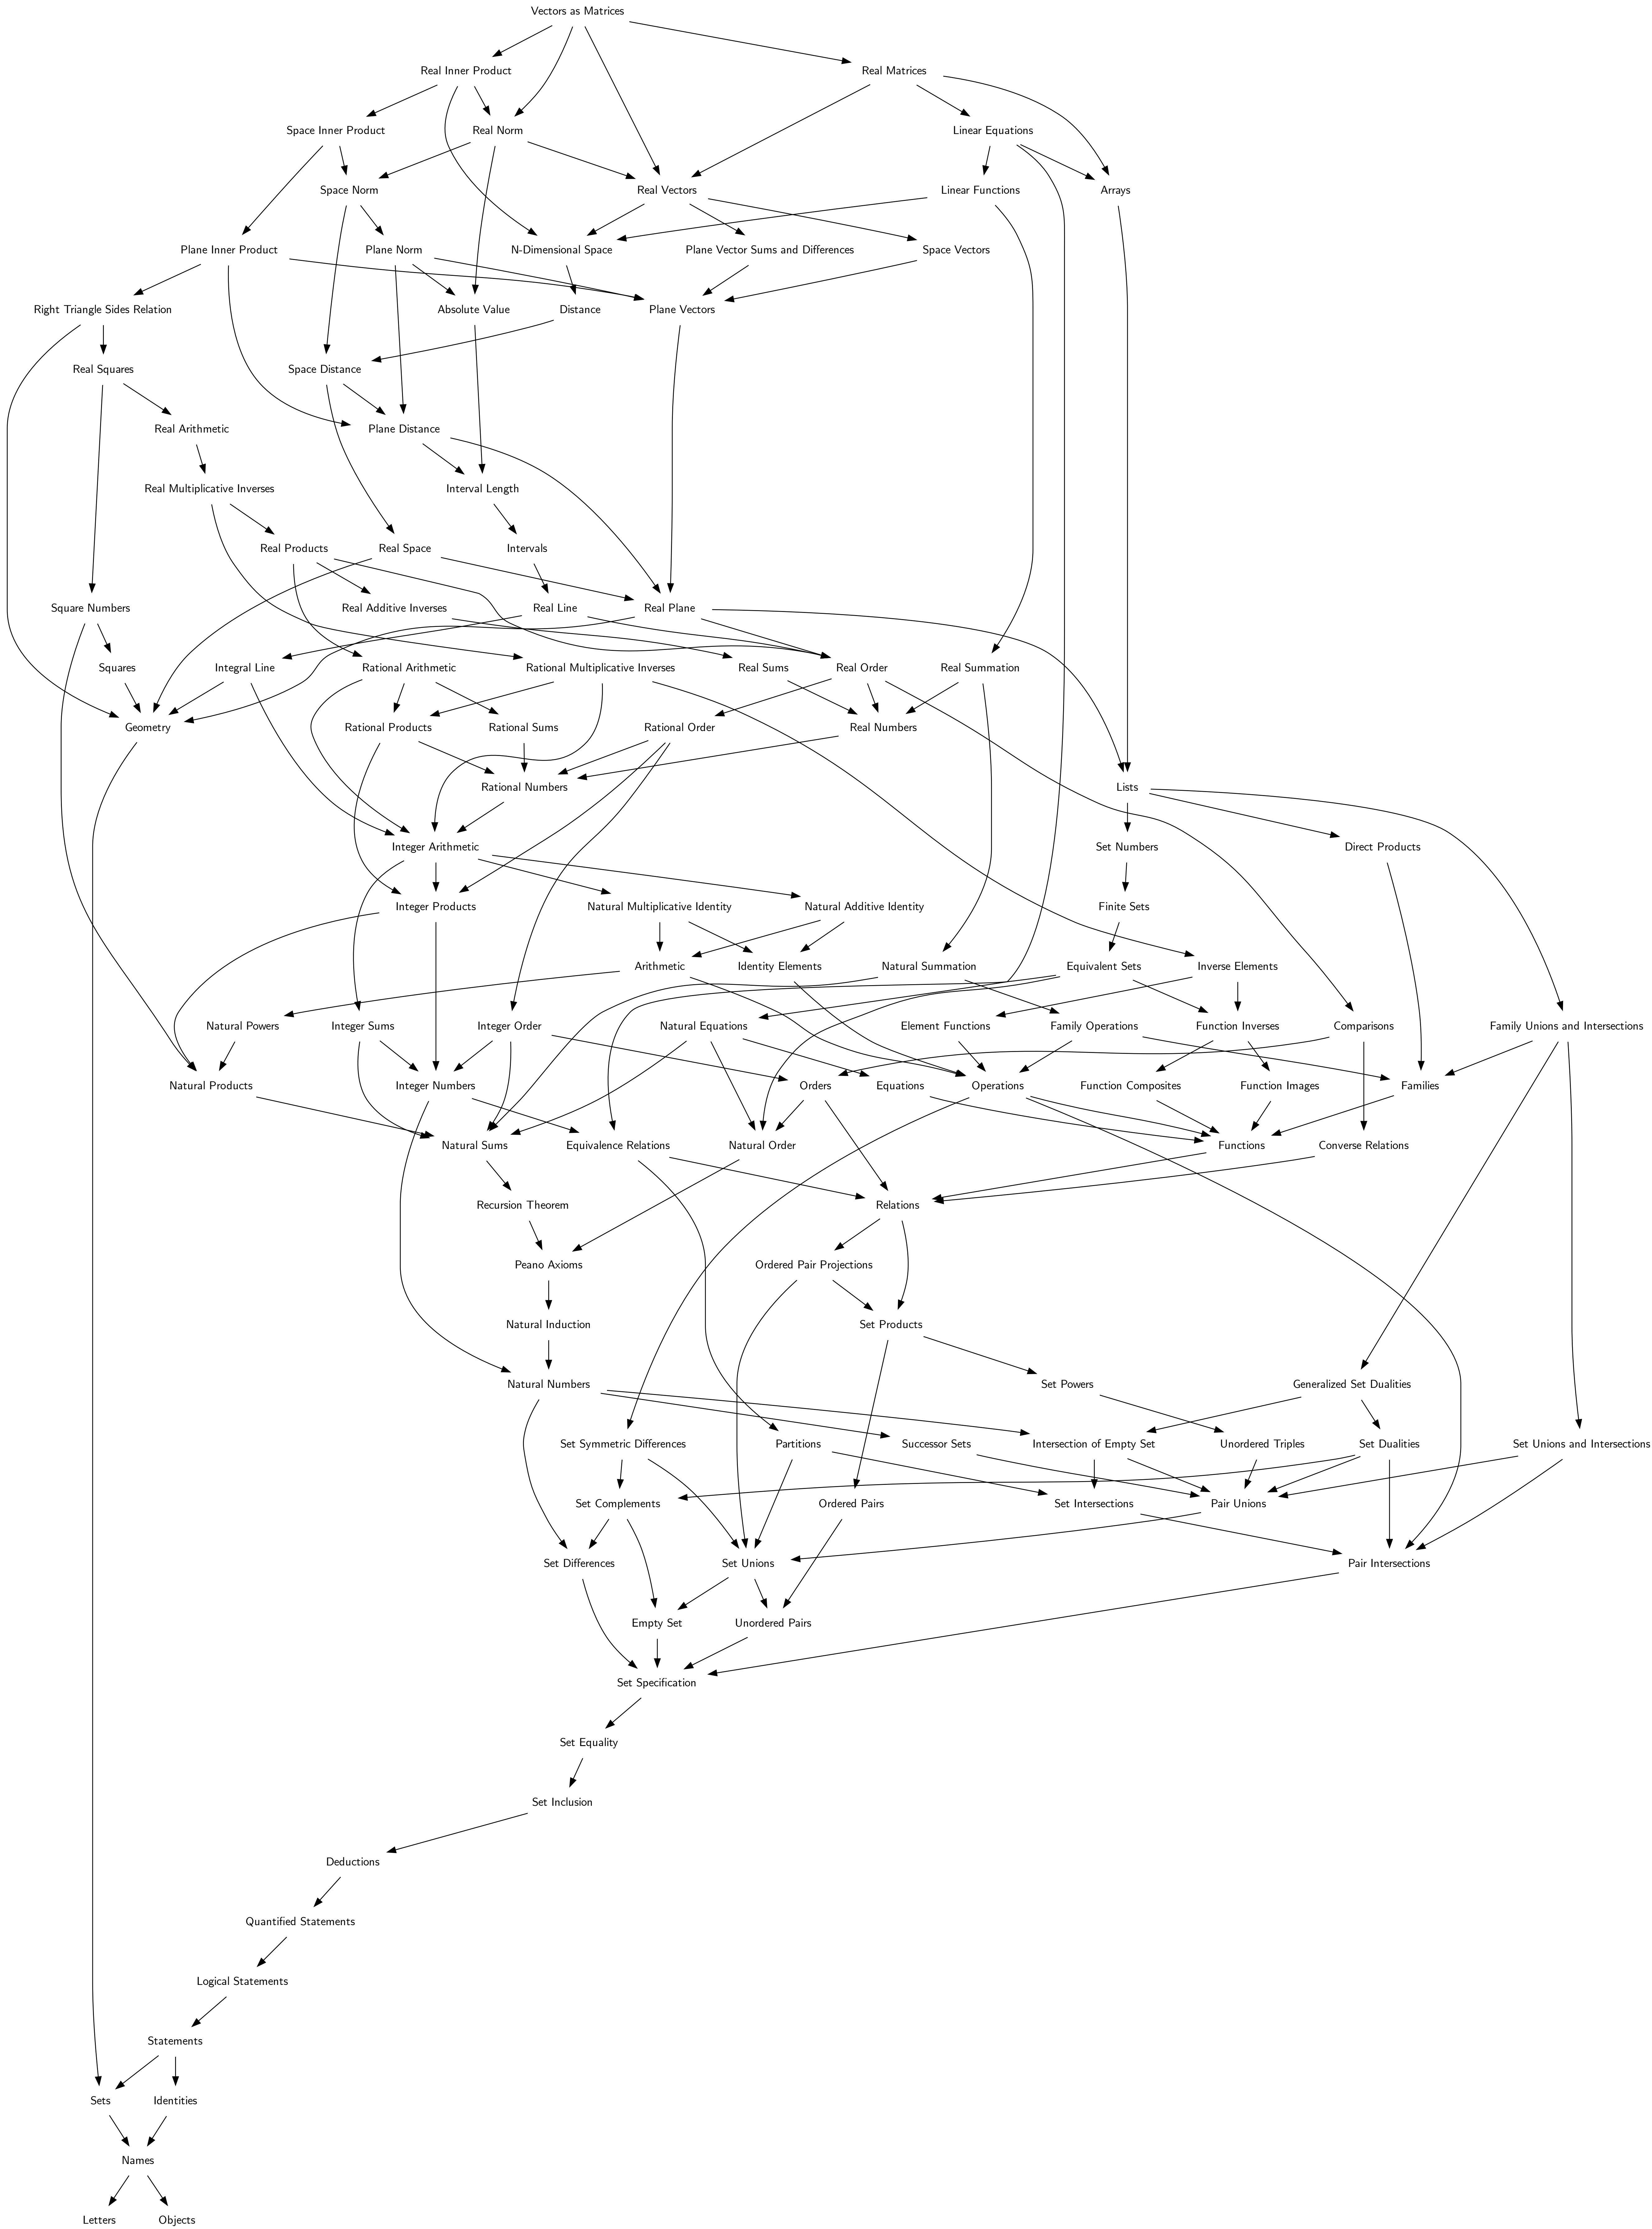 Vectors as Matrices
Real Inner Product
Real Matrices
Space Inner Product
Real Norm
Linear Equations
Space Norm
Real Vectors
Linear Functions
Arrays
Plane Inner Product
Plane Norm
N-Dimensional Space
Plane Vector Sums and Differences
Space Vectors
Right Triangle Sides Relation
Absolute Value
Distance
Plane Vectors
Real Squares
Space Distance
Real Arithmetic
Plane Distance
Real Multiplicative Inverses
Interval Length
Real Products
Real Space
Intervals
Square Numbers
Real Additive Inverses
Real Line
Real Plane
Squares
Integral Line
Rational Arithmetic
Rational Multiplicative Inverses
Real Sums
Real Order
Real Summation
Geometry
Rational Products
Rational Sums
Rational Order
Real Numbers
Rational Numbers
Lists
Integer Arithmetic
Set Numbers
Direct Products
Integer Products
Natural Multiplicative Identity
Natural Additive Identity
Finite Sets
Arithmetic
Identity Elements
Natural Summation
Equivalent Sets
Inverse Elements
Natural Powers
Integer Sums
Integer Order
Natural Equations
Element Functions
Family Operations
Function Inverses
Comparisons
Family Unions and Intersections
Natural Products
Integer Numbers
Orders
Equations
Operations
Function Composites
Function Images
Families
Natural Sums
Equivalence Relations
Natural Order
Functions
Converse Relations
Recursion Theorem
Relations
Peano Axioms
Ordered Pair Projections
Natural Induction
Set Products
Natural Numbers
Set Powers
Generalized Set Dualities
Set Symmetric Differences
Partitions
Successor Sets
Intersection of Empty Set
Unordered Triples
Set Dualities
Set Unions and Intersections
Set Complements
Ordered Pairs
Set Intersections
Pair Unions
Set Differences
Set Unions
Pair Intersections
Empty Set
Unordered Pairs
Set Specification
Set Equality
Set Inclusion
Deductions
Quantified Statements
Logical Statements
Statements
Sets
Identities
Names
Letters
Objects